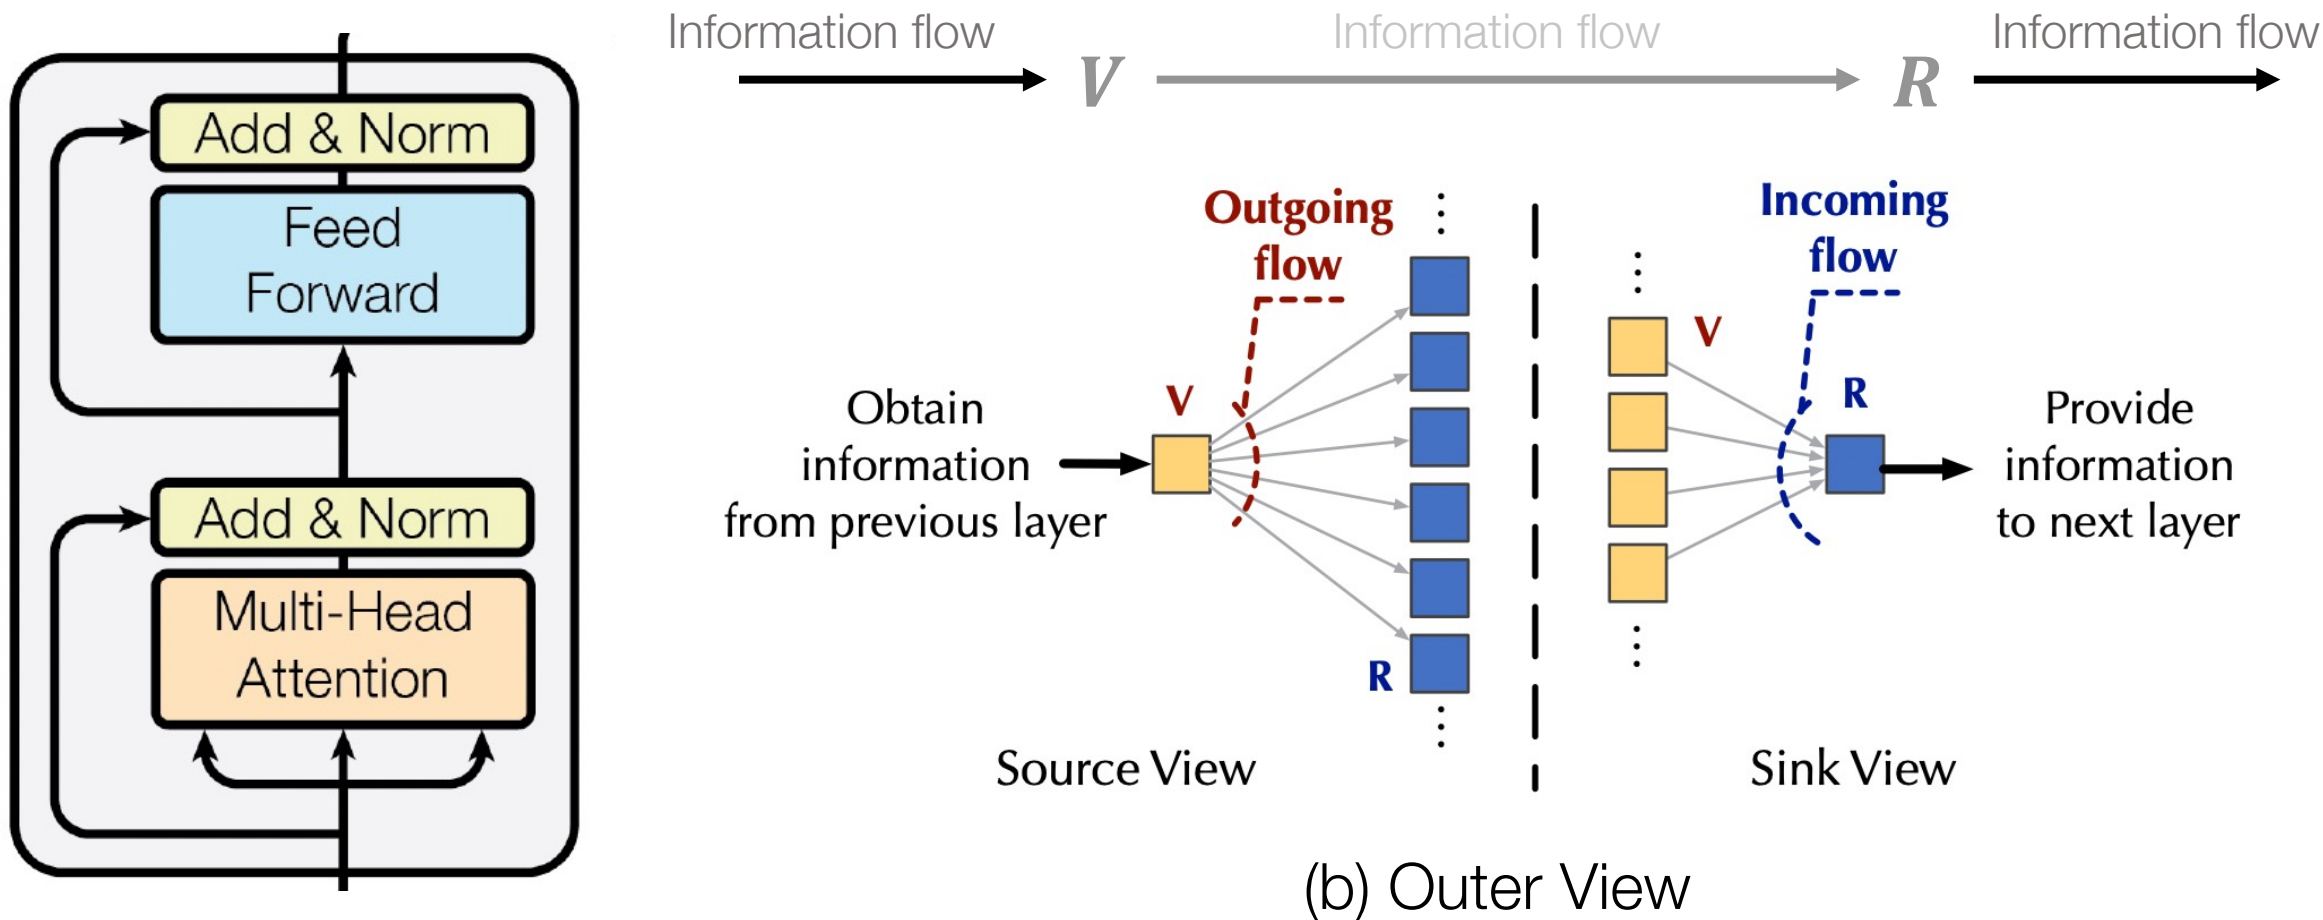 Add & Norm
Feed
Forward
Add & Norm
Multi-Head
Attention
Information flow
V
Information flow
R
Information flow
Outgoing
flow
Obtain
information
from previous layer
V
R
Source View
Incoming
flow
V
R
Provide
information
to next layer
Sink View
(b) Outer View